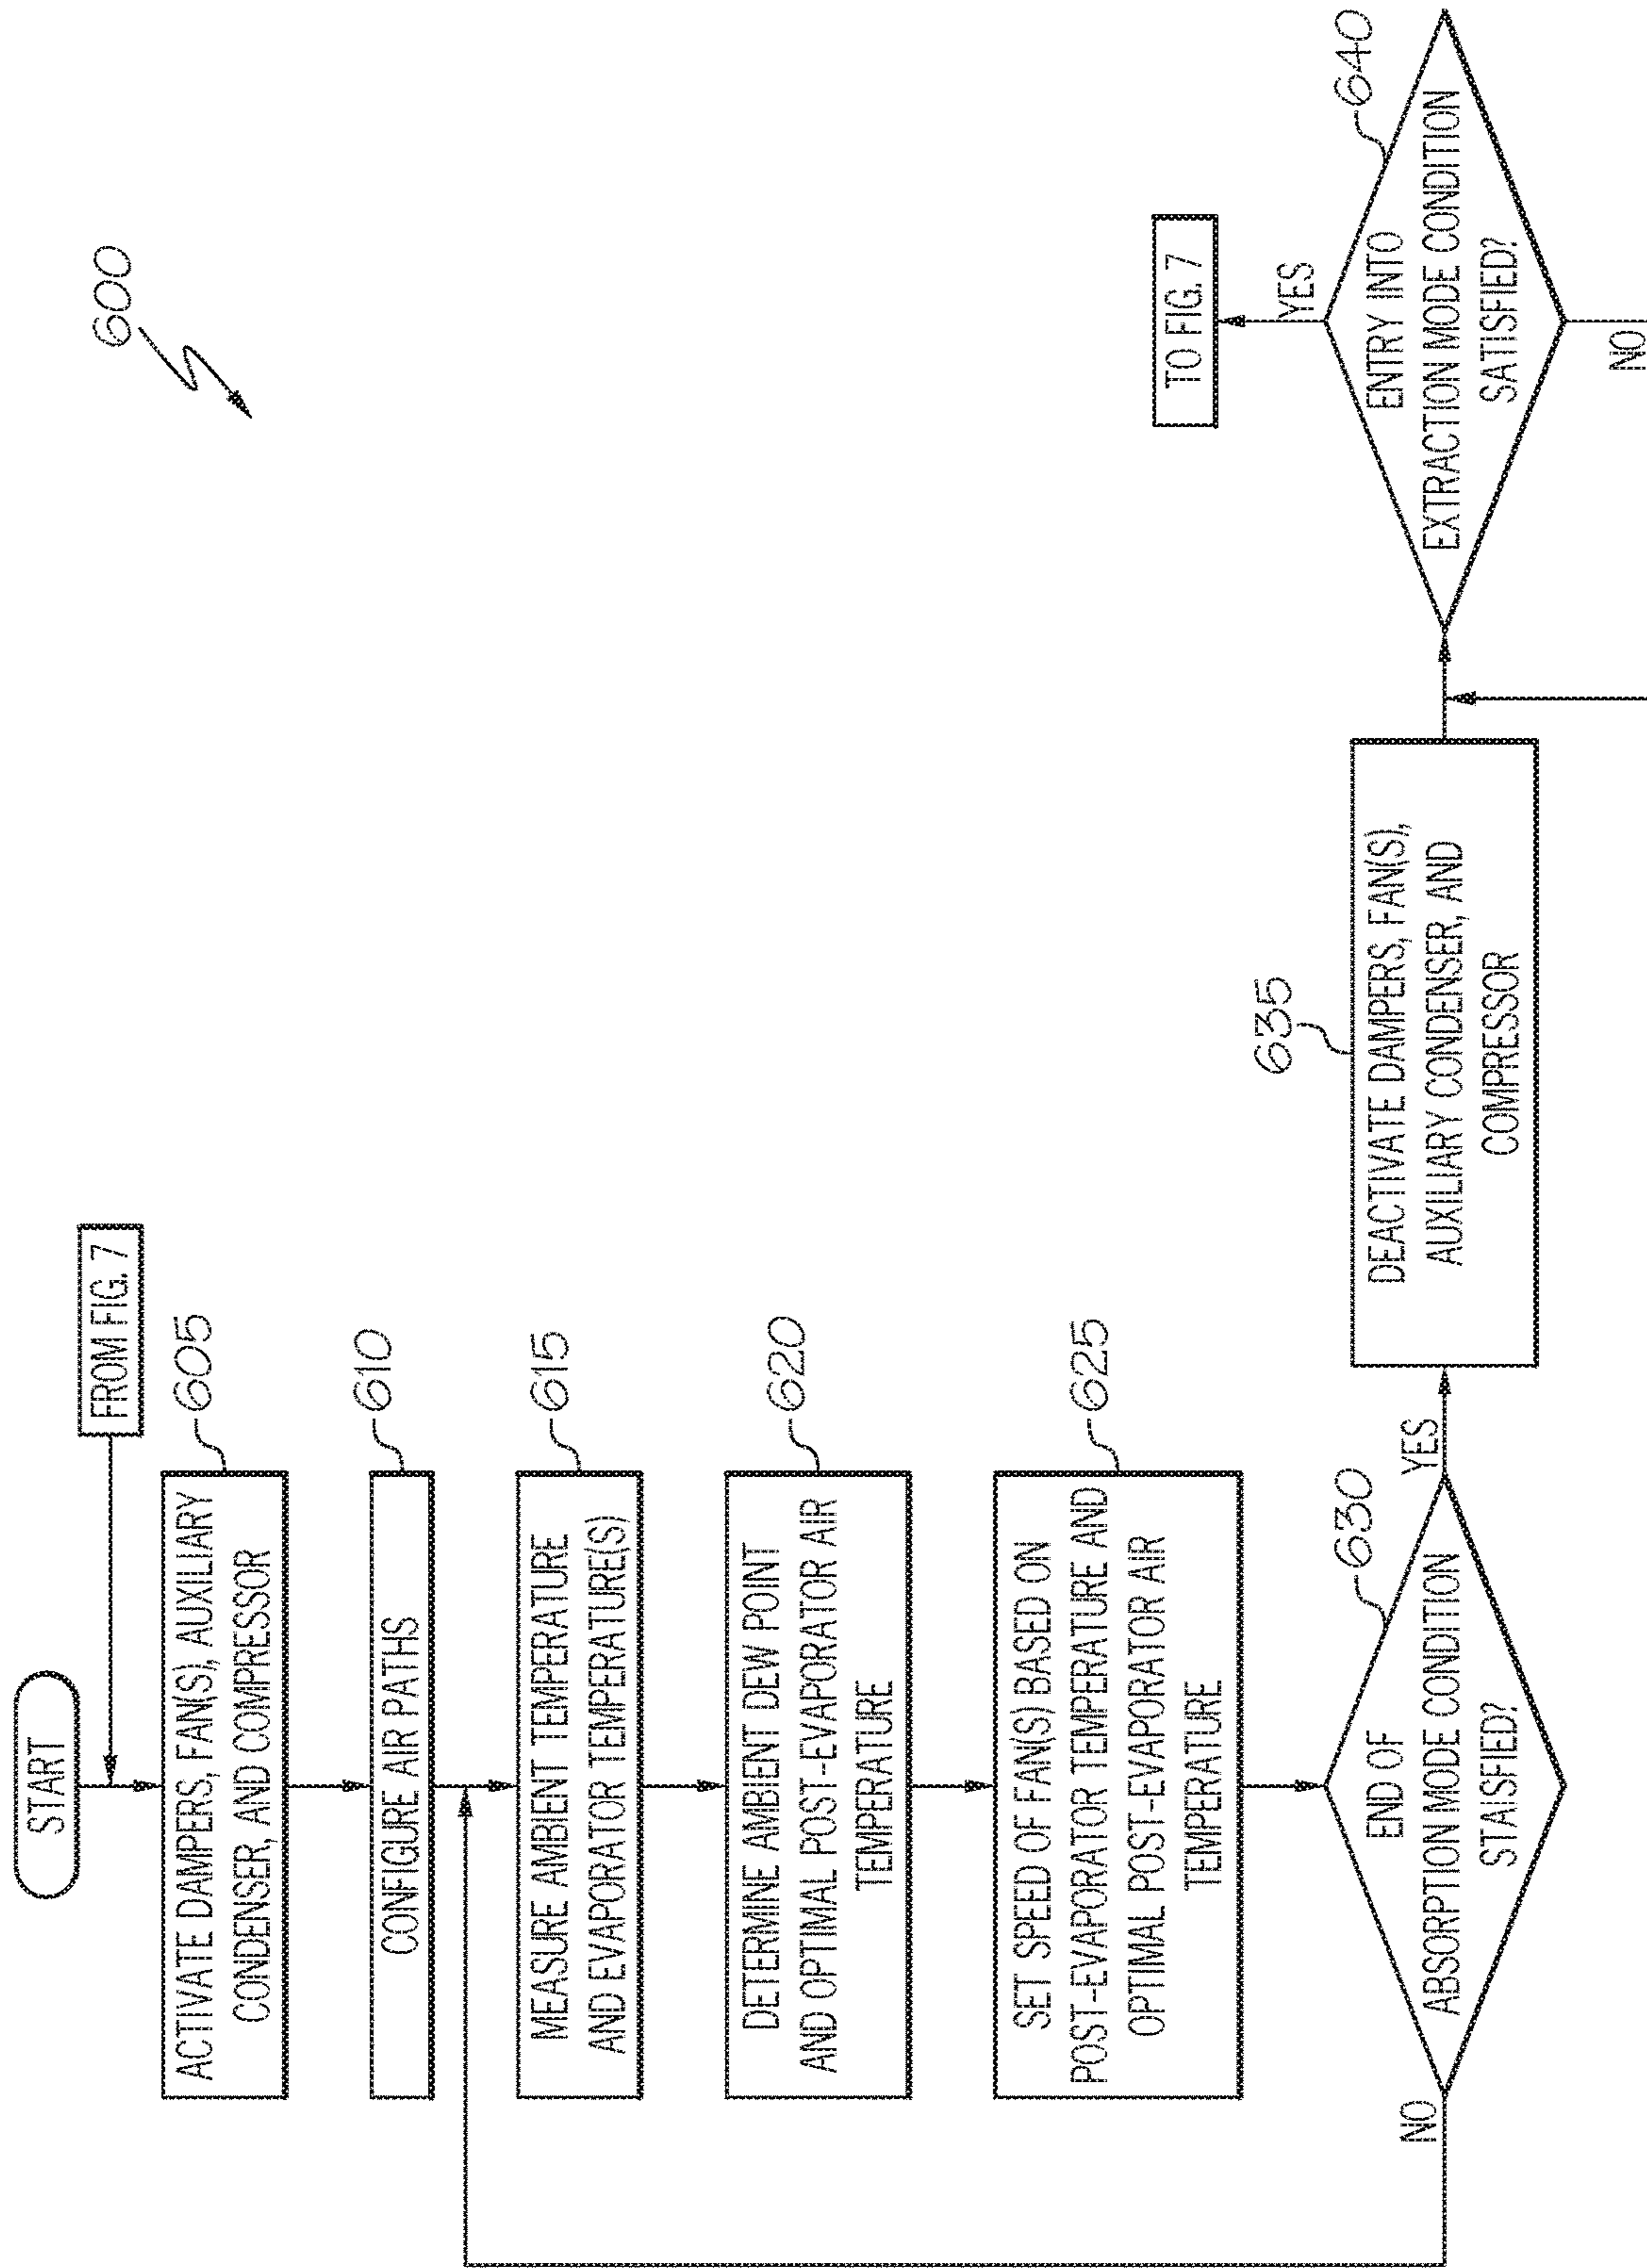 600
START
FROM FIG. 7
605
ACTIVATE DAMPERS, FAN(S), AUXILIARY
CONDENSER, AND COMPRESSOR
610
CONFIGURE AIR PATHS
615
MEASURE AMBIENT TEMPERATURE
AND EVAPORATOR TEMPERATURE(S)
620
DETERMINE AMBIENT DEW POINT
AND OPTIMAL POST-EVAPORATOR AIR
TEMPERATURE
625
SET SPEED OF FAN(S) BASED ON
POST-EVAPORATOR TEMPERATURE AND
OPTIMAL POST-EVAPORATOR AIR
TEMPERATURE
630
END OF
ABSORPTION MODE CONDITION
STAISFIED?
NO
YES
635
DEACTIVATE DAMPERS, FAN(S),
AUXILIARY CONDENSER, AND
COMPRESSOR
640
ENTRY INTO
EXTRACTION MODE CONDITION
SATISFIED?
YES
TO FIG. 7
NO